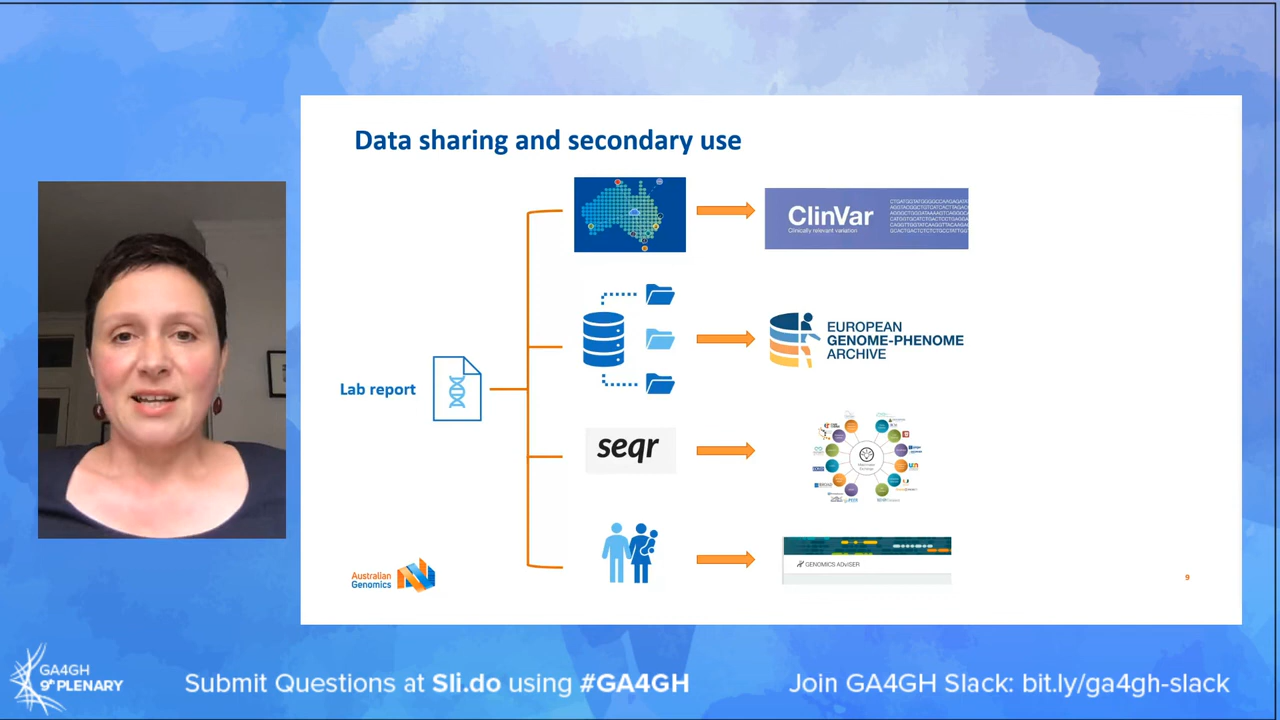 Data sharing and secondary use
ClinVar
Clinically relevant variation
EUROPEAN
GENOME-PHENOME
ARCHIVE
Lab report
seqr
GENOMICS ADVISER
Australian
Genomics
9
GA4GH
9th PLENARY
Submit Questions at Sli.do using #GA4GH
Join GA4GH Slack: bit.ly/ga4gh-slack